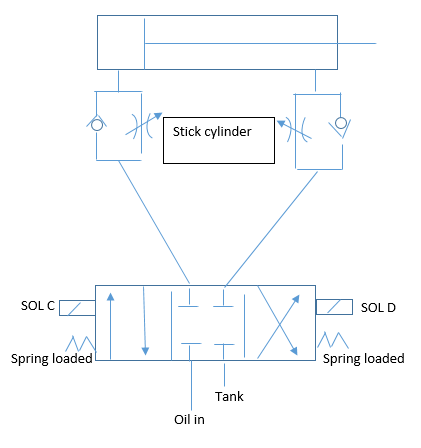 Stick cylinder
SOL C
SOL D
Spring loaded
Spring loaded
Tank
Oil in